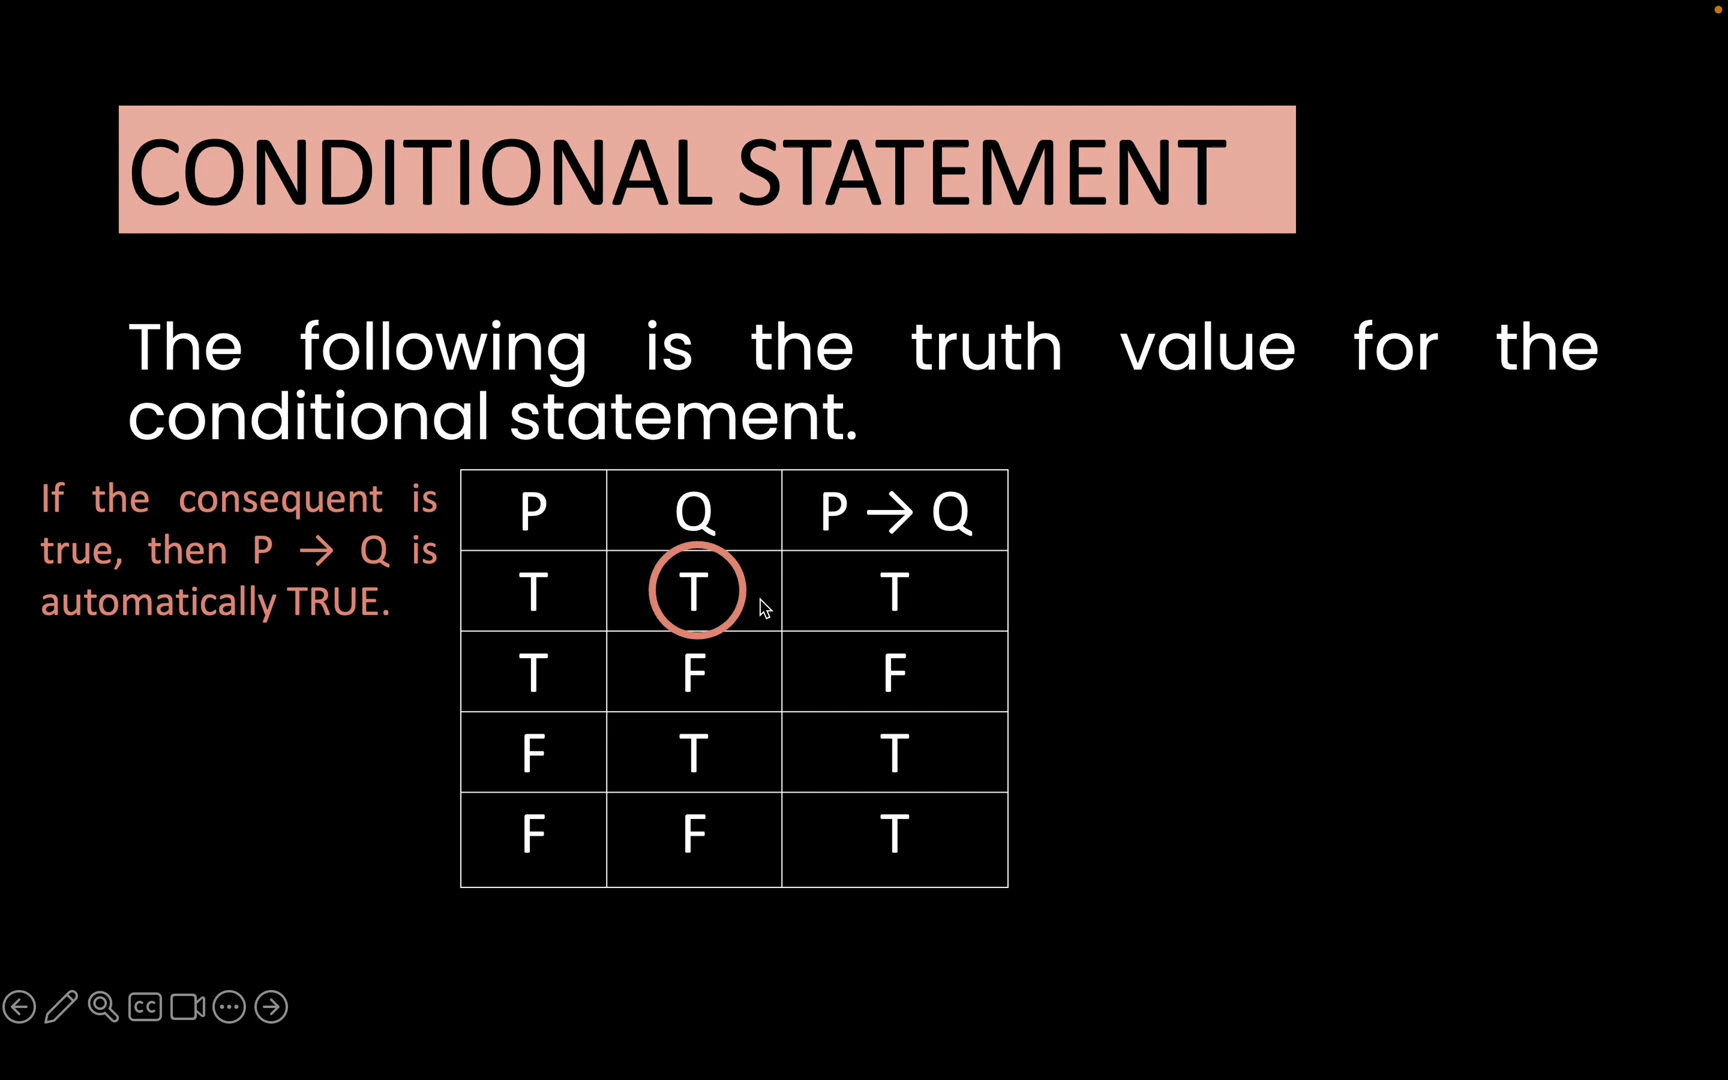 CONDITIONAL STATEMENT
The following is the truth value for the
conditional statement.
If the consequent is
true, then P → Q is
automatically TRUE.
P Q P → Q
T T T
T F F
F T T
F F T
CC